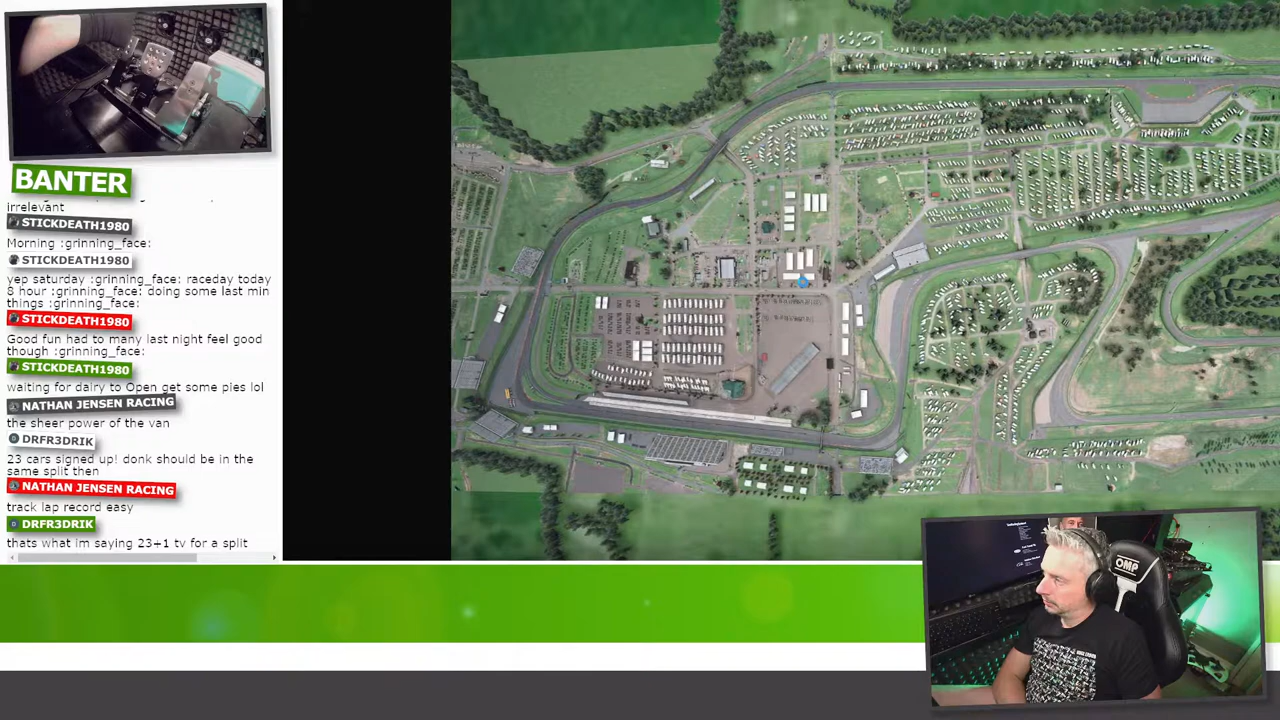 BANTER
irrelevant
STICKDEATH1980
Morning :grinning_face:
STICKDEATH1980
yep saturday :grinning_face: raceday today
8 hour :grinning_face: doing some last min
things :grinning_face:
STICKDEATH1980
Good fun had to many last night feel good
though :grinning_face:
STICKDEATH1980
waiting for dairy to Open get some pies lol
NATHAN JENSEN RACING
the sheer power of the van
DRFR3DRIK
23 cars signed up! donk should be in the
same split then
NATHAN JENSEN RACING
track lap record easy
DRFR3DRIK
thats what im saying 23+1 tv for a split
OMP